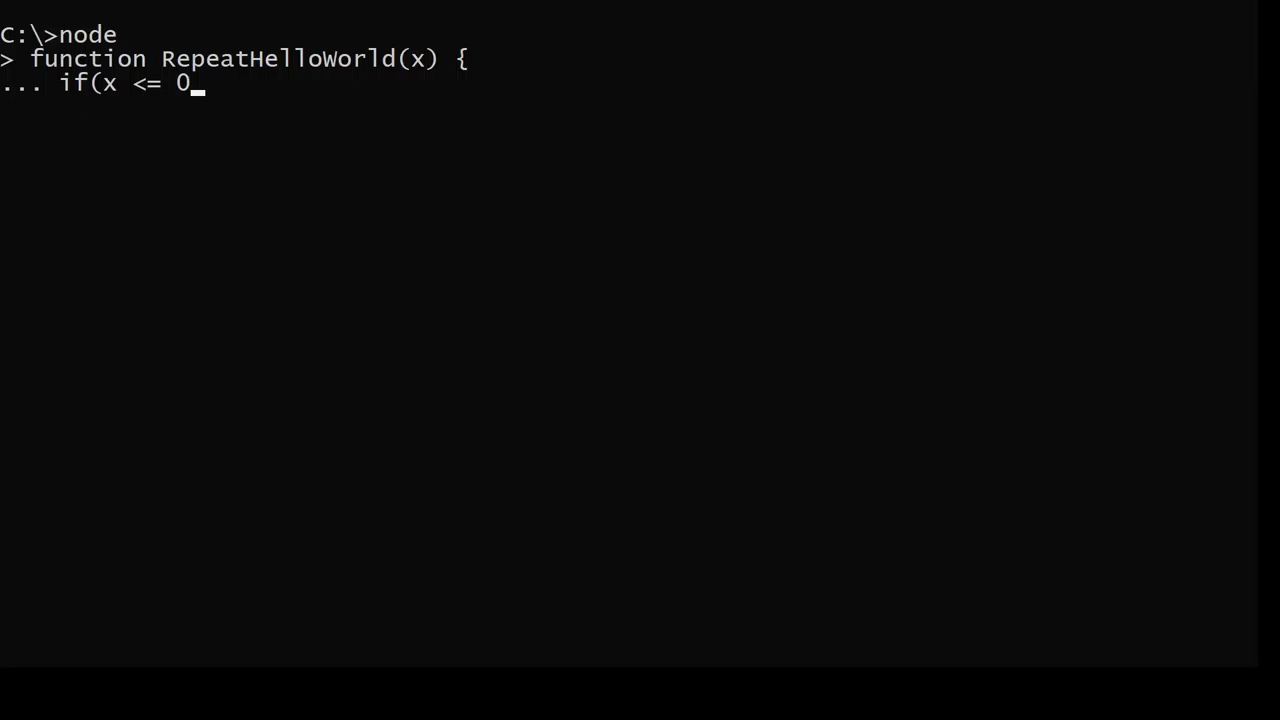 C:\>node
> function RepeatHelloWorld(x) {
... if(x <= 0